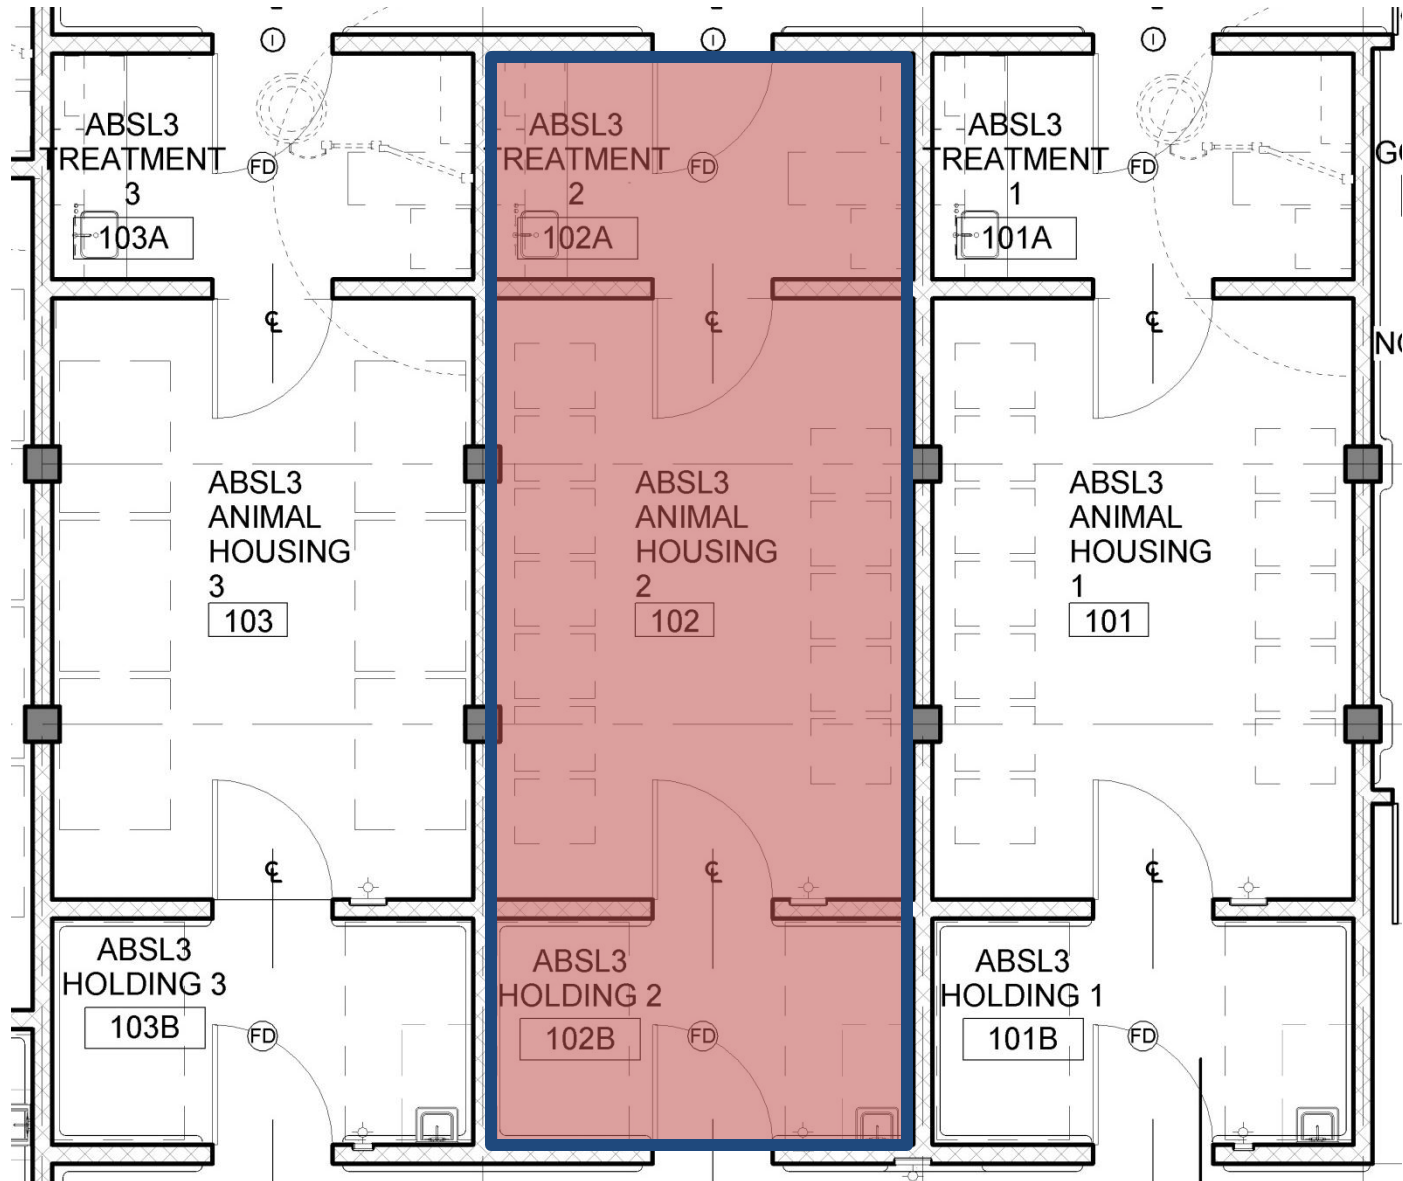 I
I
I
ABSL3
TREATMENT
3
103A
FD
ABSL3
TREATMENT
2
102A
FD
ABSL3
TREATMENT
1
101A
FD
℄
℄
℄
ABSL3
ANIMAL
HOUSING
3
103
ABSL3
ANIMAL
HOUSING
2
102
ABSL3
ANIMAL
HOUSING
1
101
℄
℄
℄
ABSL3
HOLDING 3
103B
FD
ABSL3
HOLDING 2
102B
FD
ABSL3
HOLDING 1
101B
FD